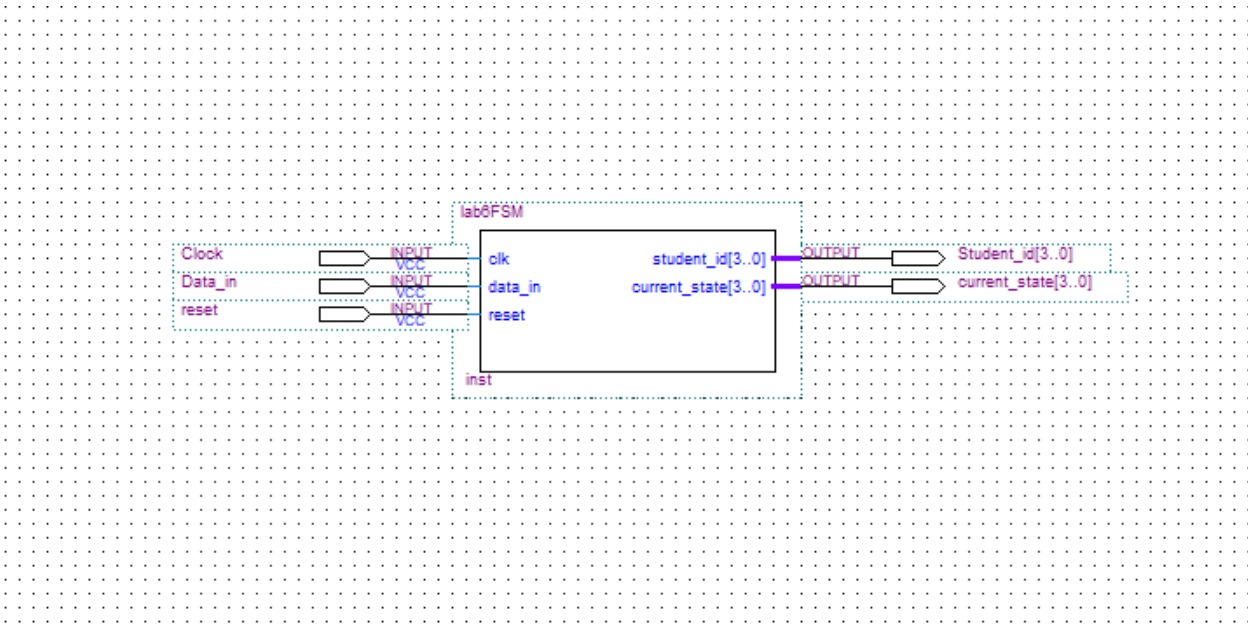 lab6FSM
Clock INPUT VCC clk student_id[3..0] OUTPUT Student_id[3..0]
Data_in INPUT VCC data_in current_state[3..0] OUTPUT current_state[3..0]
reset INPUT VCC reset
inst